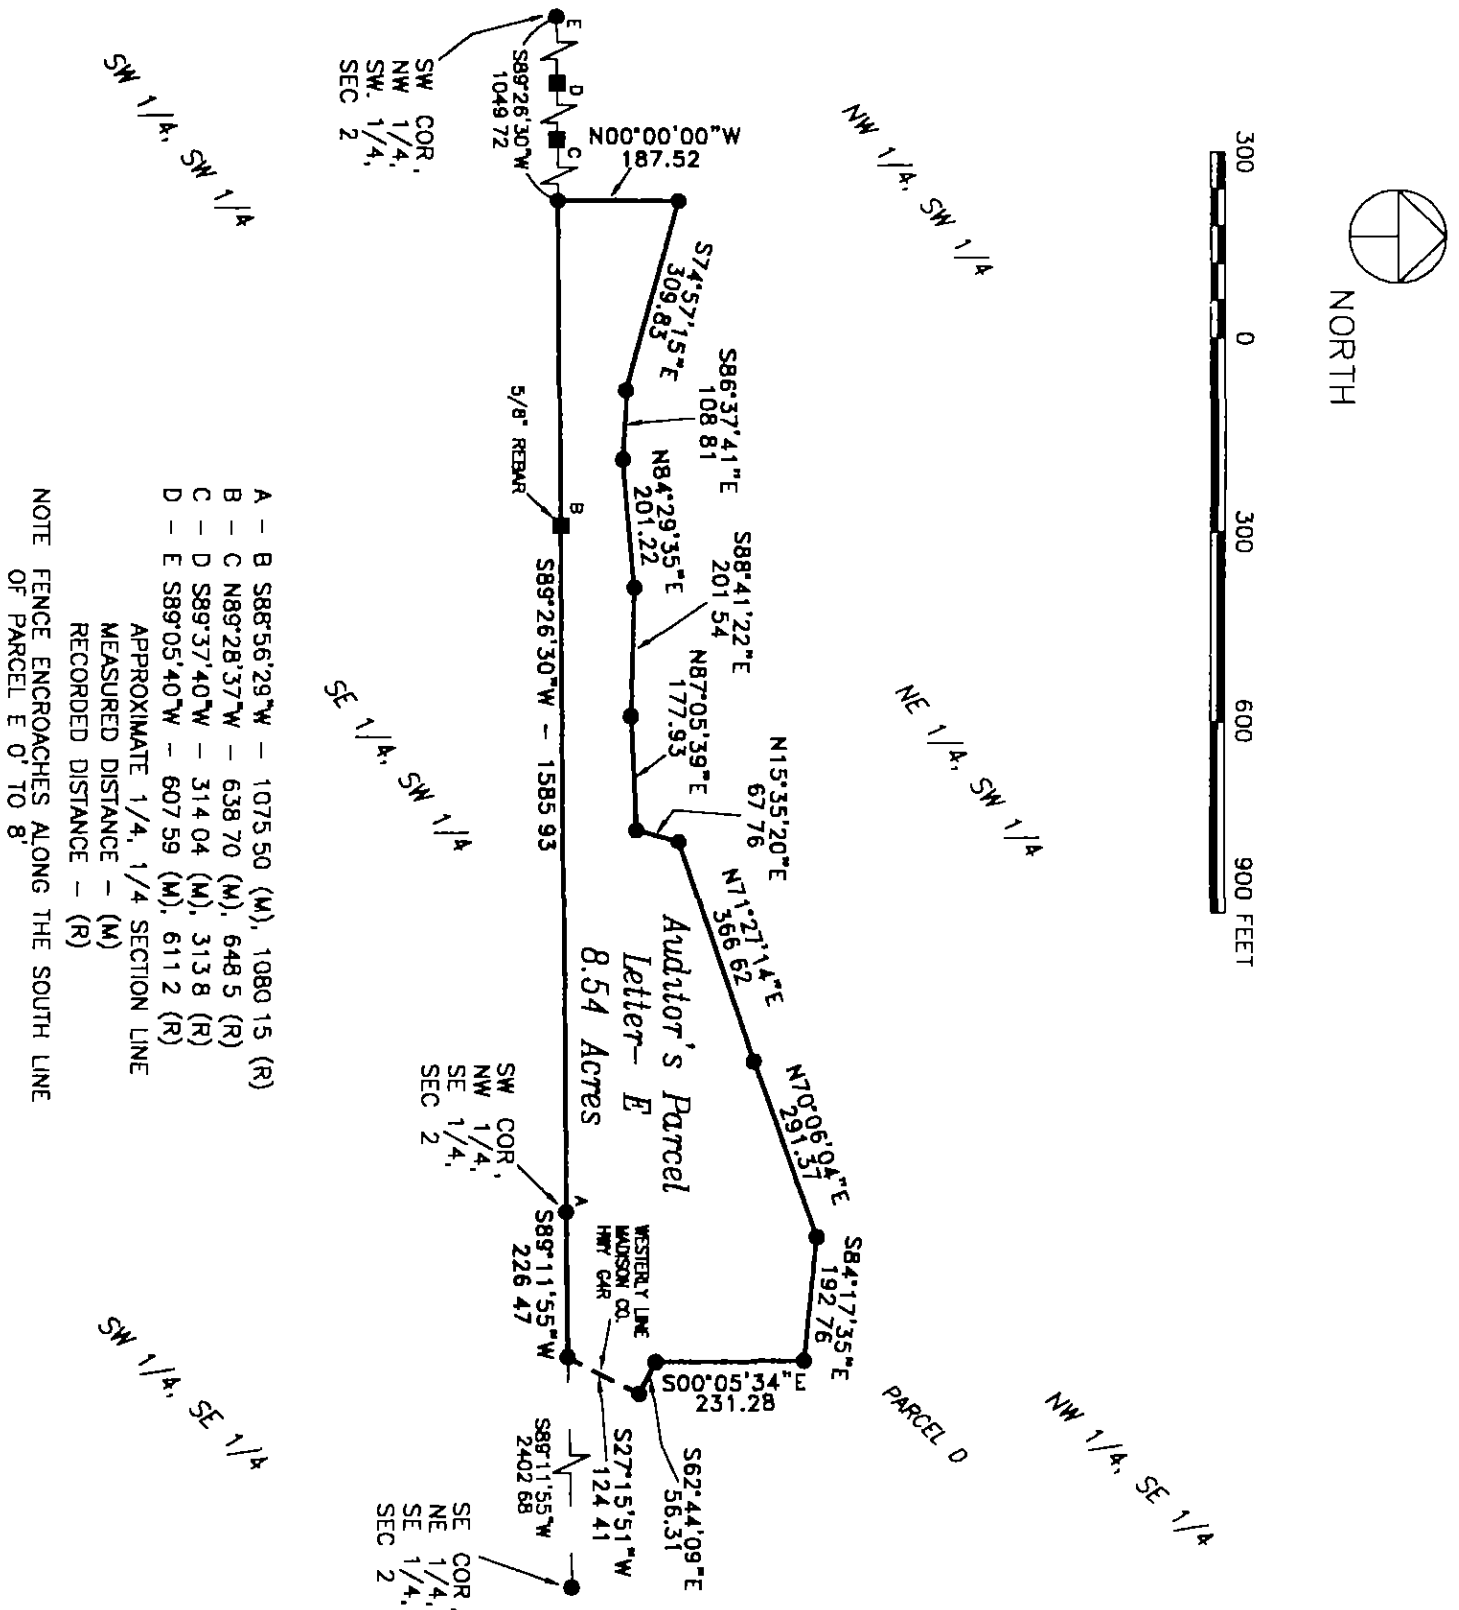 NORTH
300 0 300 600 900 FEET
NW 1/4, SW 1/4
NE 1/4, SW 1/4
NW 1/4, SE 1/4
PARCEL D
N00°00'00"W
187.52
S74°57'15"E
309.83
S86°37'41"E
108 81
N84°29'35"E
201.22
S88°41'22"E
201 54
N87°05'39"E
177.93
N15°35'20"E
67 76
N71°27'14"E
366 62
N70°06'04"E
291.37
S84°17'35"E
192 76
S00°05'34"E
231.28
S62°44'09"E
56.31
S27°15'51"W
124 41
WESTERLY LINE
MADISON CO.
HWY G4R
Auditor's Parcel
Letter- E
8.54 Acres
E
D
C
B
A
S89°26'30"W
1049 72
5/8" REBAR
S89°26'30"W - 1585 93
S89°11'55"W
226 47
S89°11'55"W
2402 68
SW COR,
NW 1/4,
SW. 1/4,
SEC 2
SW COR,
NW 1/4,
SE 1/4,
SEC 2
SE COR,
NE 1/4,
SE 1/4,
SEC 2
SW 1/4, SW 1/4
SE 1/4, SW 1/4
SW 1/4, SE 1/4
A - B S88°56'29"W - 1075 50 (M), 1080 15 (R)
B - C N89°28'37"W - 638 70 (M), 648 5 (R)
C - D S89°37'40"W - 314 04 (M), 313 8 (R)
D - E S89°05'40"W - 607 59 (M), 611 2 (R)
APPROXIMATE 1/4, 1/4 SECTION LINE
MEASURED DISTANCE - (M)
RECORDED DISTANCE - (R)
NOTE FENCE ENCROACHES ALONG THE SOUTH LINE
OF PARCEL E 0' TO 8'